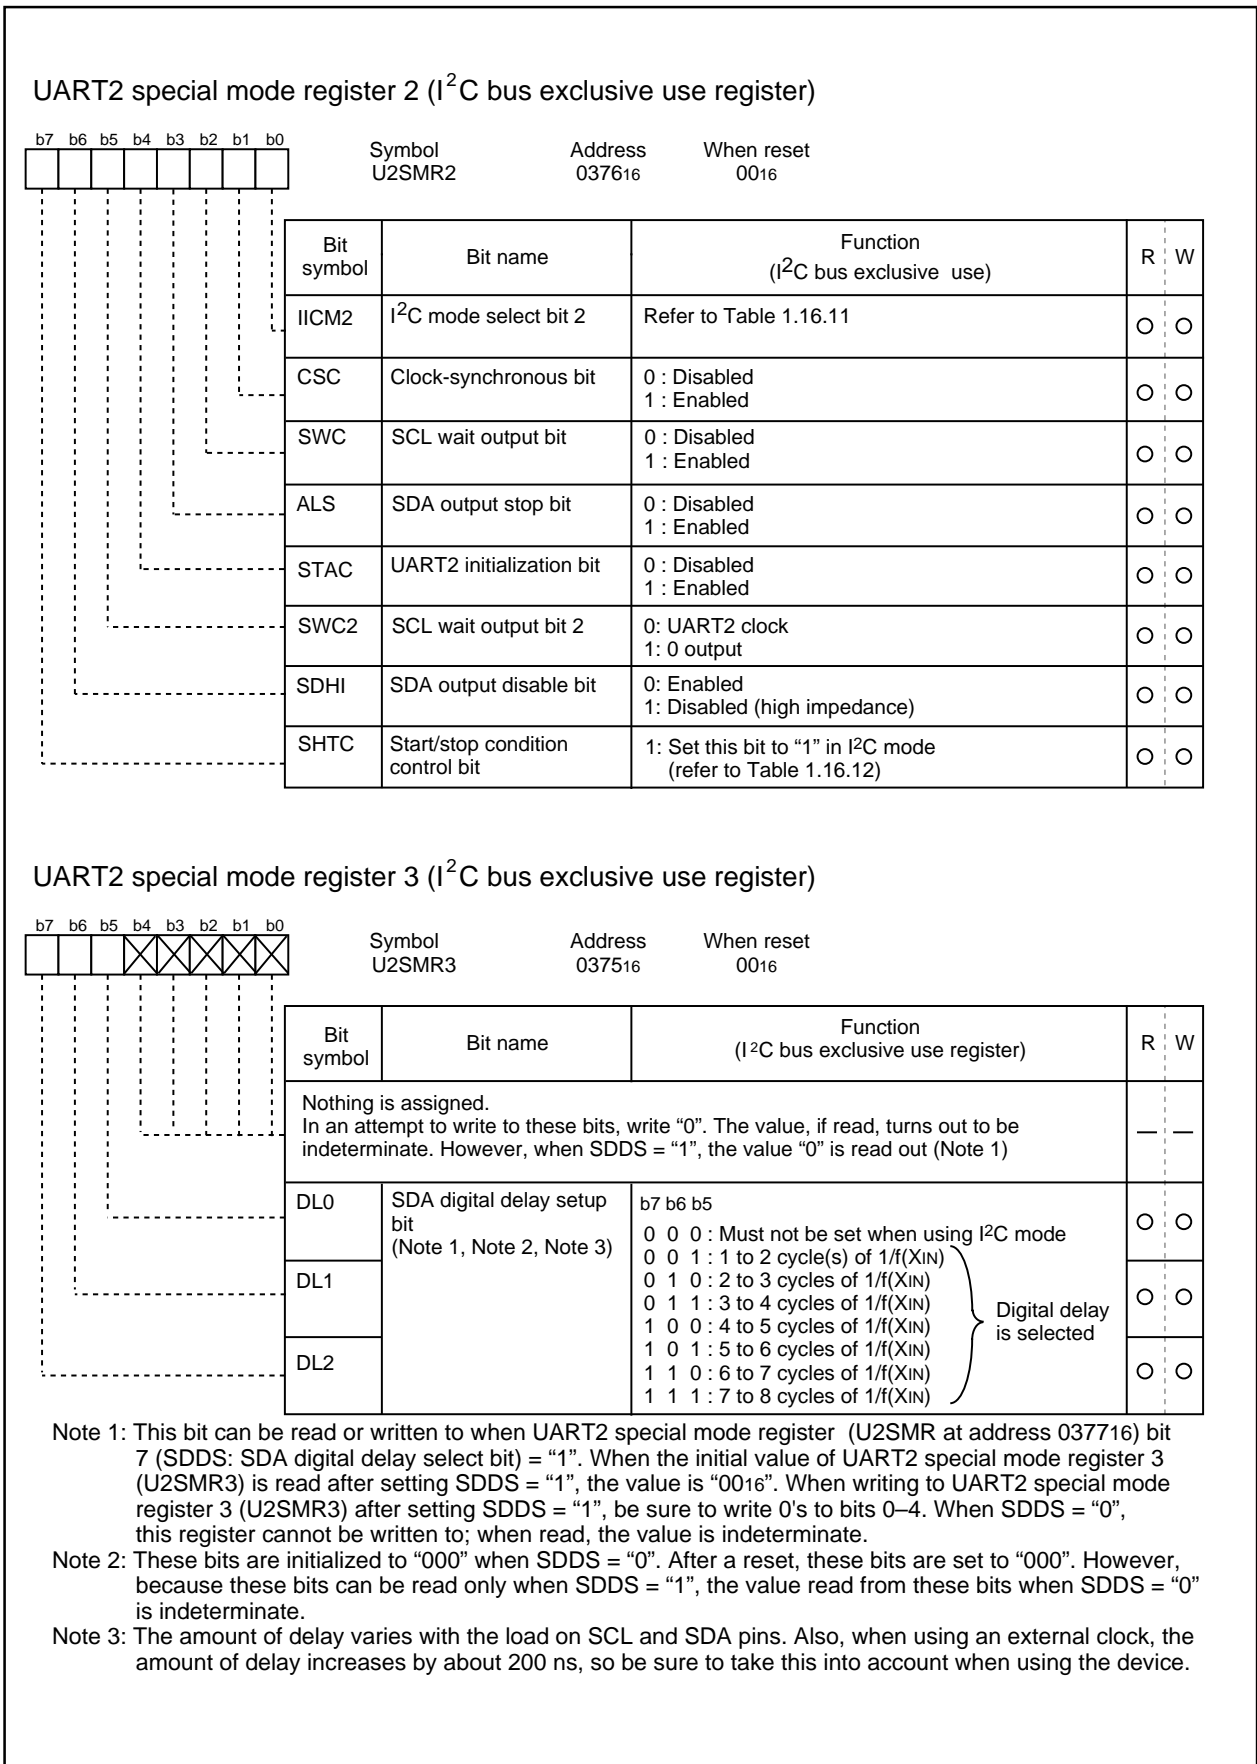 UART2 special mode register 2 (I2C bus exclusive use register)
b7 b6 b5 b4 b3 b2 b1 b0
Symbol Address When reset
U2SMR2 037616 0016
Bit symbol Bit name Function (I2C bus exclusive use) R W
IICM2 I2C mode select bit 2 Refer to Table 1.16.11
CSC Clock-synchronous bit 0 : Disabled
1 : Enabled
SWC SCL wait output bit 0 : Disabled
1 : Enabled
ALS SDA output stop bit 0 : Disabled
1 : Enabled
STAC UART2 initialization bit 0 : Disabled
1 : Enabled
SWC2 SCL wait output bit 2 0: UART2 clock
1: 0 output
SDHI SDA output disable bit 0: Enabled
1: Disabled (high impedance)
SHTC Start/stop condition control bit 1: Set this bit to “1” in I2C mode
(refer to Table 1.16.12)
UART2 special mode register 3 (I2C bus exclusive use register)
b7 b6 b5 b4 b3 b2 b1 b0
Symbol Address When reset
U2SMR3 037516 0016
Bit symbol Bit name Function (I2C bus exclusive use register) R W
Nothing is assigned.
In an attempt to write to these bits, write “0”. The value, if read, turns out to be
indeterminate. However, when SDDS = “1”, the value “0” is read out (Note 1)
DL0 SDA digital delay setup bit
(Note 1, Note 2, Note 3)
DL1
DL2
b7 b6 b5
0 0 0 : Must not be set when using I2C mode
0 0 1 : 1 to 2 cycle(s) of 1/f(XIN)
0 1 0 : 2 to 3 cycles of 1/f(XIN)
0 1 1 : 3 to 4 cycles of 1/f(XIN)
1 0 0 : 4 to 5 cycles of 1/f(XIN)
1 0 1 : 5 to 6 cycles of 1/f(XIN)
1 1 0 : 6 to 7 cycles of 1/f(XIN)
1 1 1 : 7 to 8 cycles of 1/f(XIN)
Digital delay
is selected
Note 1: This bit can be read or written to when UART2 special mode register (U2SMR at address 037716) bit
7 (SDDS: SDA digital delay select bit) = “1”. When the initial value of UART2 special mode register 3
(U2SMR3) is read after setting SDDS = “1”, the value is “0016”. When writing to UART2 special mode
register 3 (U2SMR3) after setting SDDS = “1”, be sure to write 0's to bits 0–4. When SDDS = “0”,
this register cannot be written to; when read, the value is indeterminate.
Note 2: These bits are initialized to “000” when SDDS = “0”. After a reset, these bits are set to “000”. However,
because these bits can be read only when SDDS = “1”, the value read from these bits when SDDS = “0”
is indeterminate.
Note 3: The amount of delay varies with the load on SCL and SDA pins. Also, when using an external clock, the
amount of delay increases by about 200 ns, so be sure to take this into account when using the device.